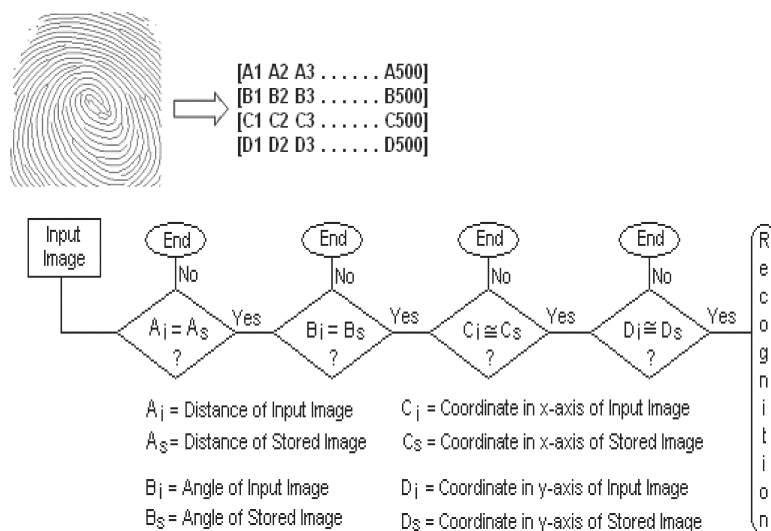 [A1 A2 A3 . . . . . . A500]
[B1 B2 B3 . . . . . . B500]
[C1 C2 C3 . . . . . . C500]
[D1 D2 D3 . . . . . . D500]
Input
Image
End
End
End
End
No
No
No
No
Ai = As
?
Yes
Bi = Bs
?
Yes
Ci ≅ Cs
?
Yes
Di ≅ Ds
?
Yes
Recognition
Ai = Distance of Input Image
As = Distance of Stored Image
Bi = Angle of Input Image
Bs = Angle of Stored Image
Ci = Coordinate in x-axis of Input Image
Cs = Coordinate in x-axis of Stored Image
Di = Coordinate in y-axis of Input Image
Ds = Coordinate in y-axis of Stored Image